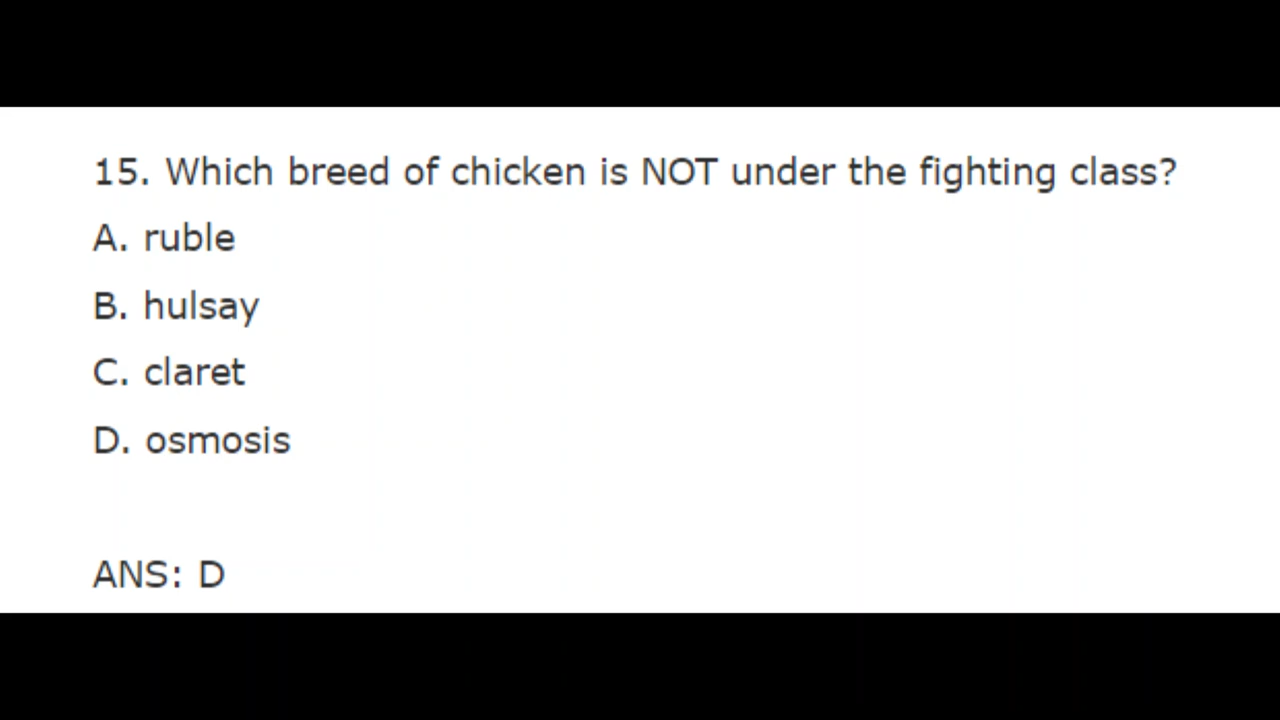 15. Which breed of chicken is NOT under the fighting class?
A. ruble
B. hulsay
C. claret
D. osmosis
ANS: D